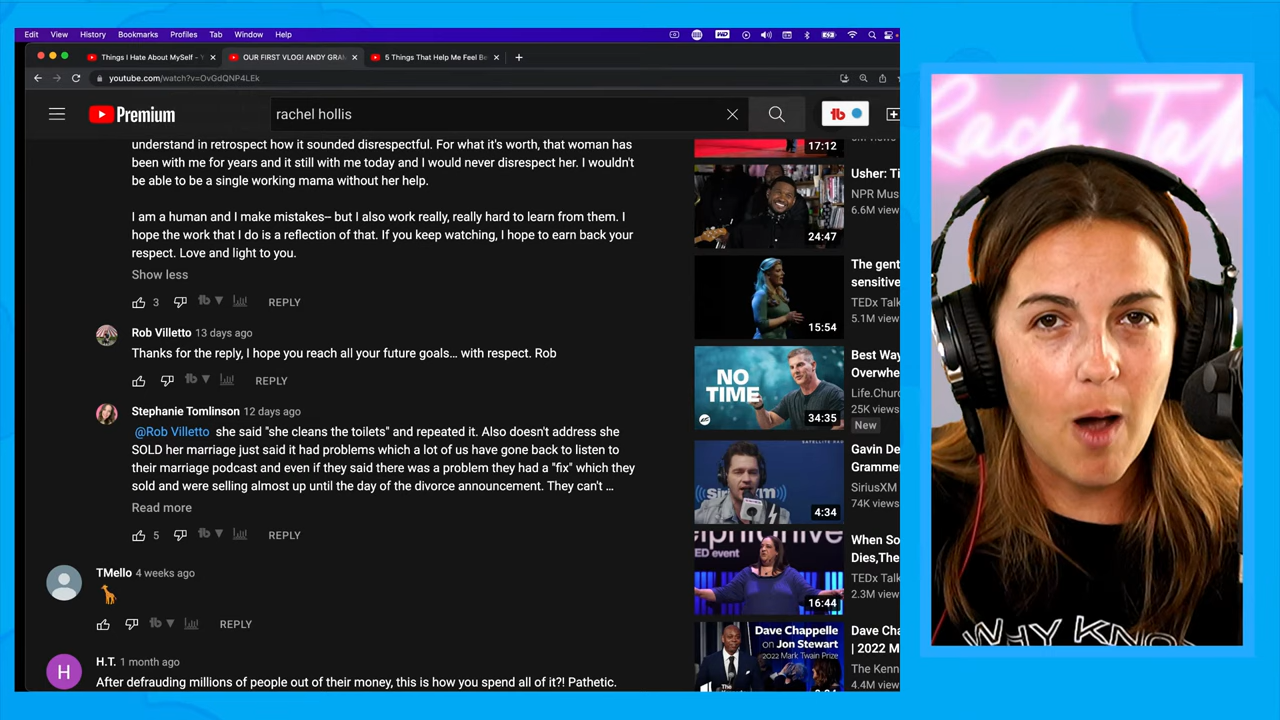 Edit View History Bookmarks Profiles Tab Window Help
Things I Hate About MySelf - Y
OUR FIRST VLOG! ANDY GRA
5 Things That Help Me Feel Be
youtube.com/watch?v=OvGdQNP4LEk
Premium
rachel hollis
understand in retrospect how it sounded disrespectful. For what it's worth, that woman has
been with me for years and it still with me today and I would never disrespect her. I wouldn't
be able to be a single working mama without her help.
I am a human and I make mistakes-- but I also work really, really hard to learn from them. I
hope the work that I do is a reflection of that. If you keep watching, I hope to earn back your
respect. Love and light to you.
Show less
3 REPLY
Rob Villetto 13 days ago
Thanks for the reply, I hope you reach all your future goals... with respect. Rob
REPLY
Stephanie Tomlinson 12 days ago
@Rob Villetto she said "she cleans the toilets" and repeated it. Also doesn't address she
SOLD her marriage just said it had problems which a lot of us have gone back to listen to
their marriage podcast and even if they said there was a problem they had a "fix" which they
sold and were selling almost up until the day of the divorce announcement. They can't ...
Read more
5 REPLY
TMello 4 weeks ago
REPLY
H
H.T. 1 month ago
After defrauding millions of people out of their money, this is how you spend all of it?! Pathetic.
17:12
24:47
Usher: Ti
NPR Mus
6.6M view
15:54
The gent
sensitive
TEDx Talk
5.1M view
NO
TIME
34:35
Best Way
Overwhe
Life.Churc
25K views
New
siriusxm
4:34
Gavin De
Grammer
SiriusXM
74K views
ED event
16:44
When So
Dies,The
TEDx Talk
2.3M view
Dave Chappelle
on Jon Stewart
2022 Mark Twain Prize
Dave Cha
| 2022 M
The Kenn
4.4M view
Rach Talk
WHY KNO